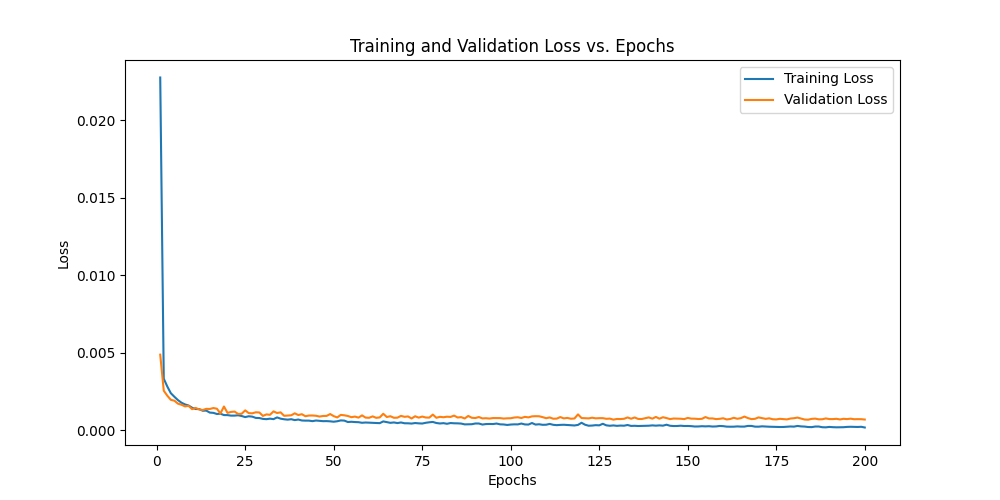 Training and Validation Loss vs. Epochs
Training Loss
Validation Loss
0.020
0.015
0.010
0.005
0.000
Loss
0 25 50 75 100 125 150 175 200
Epochs